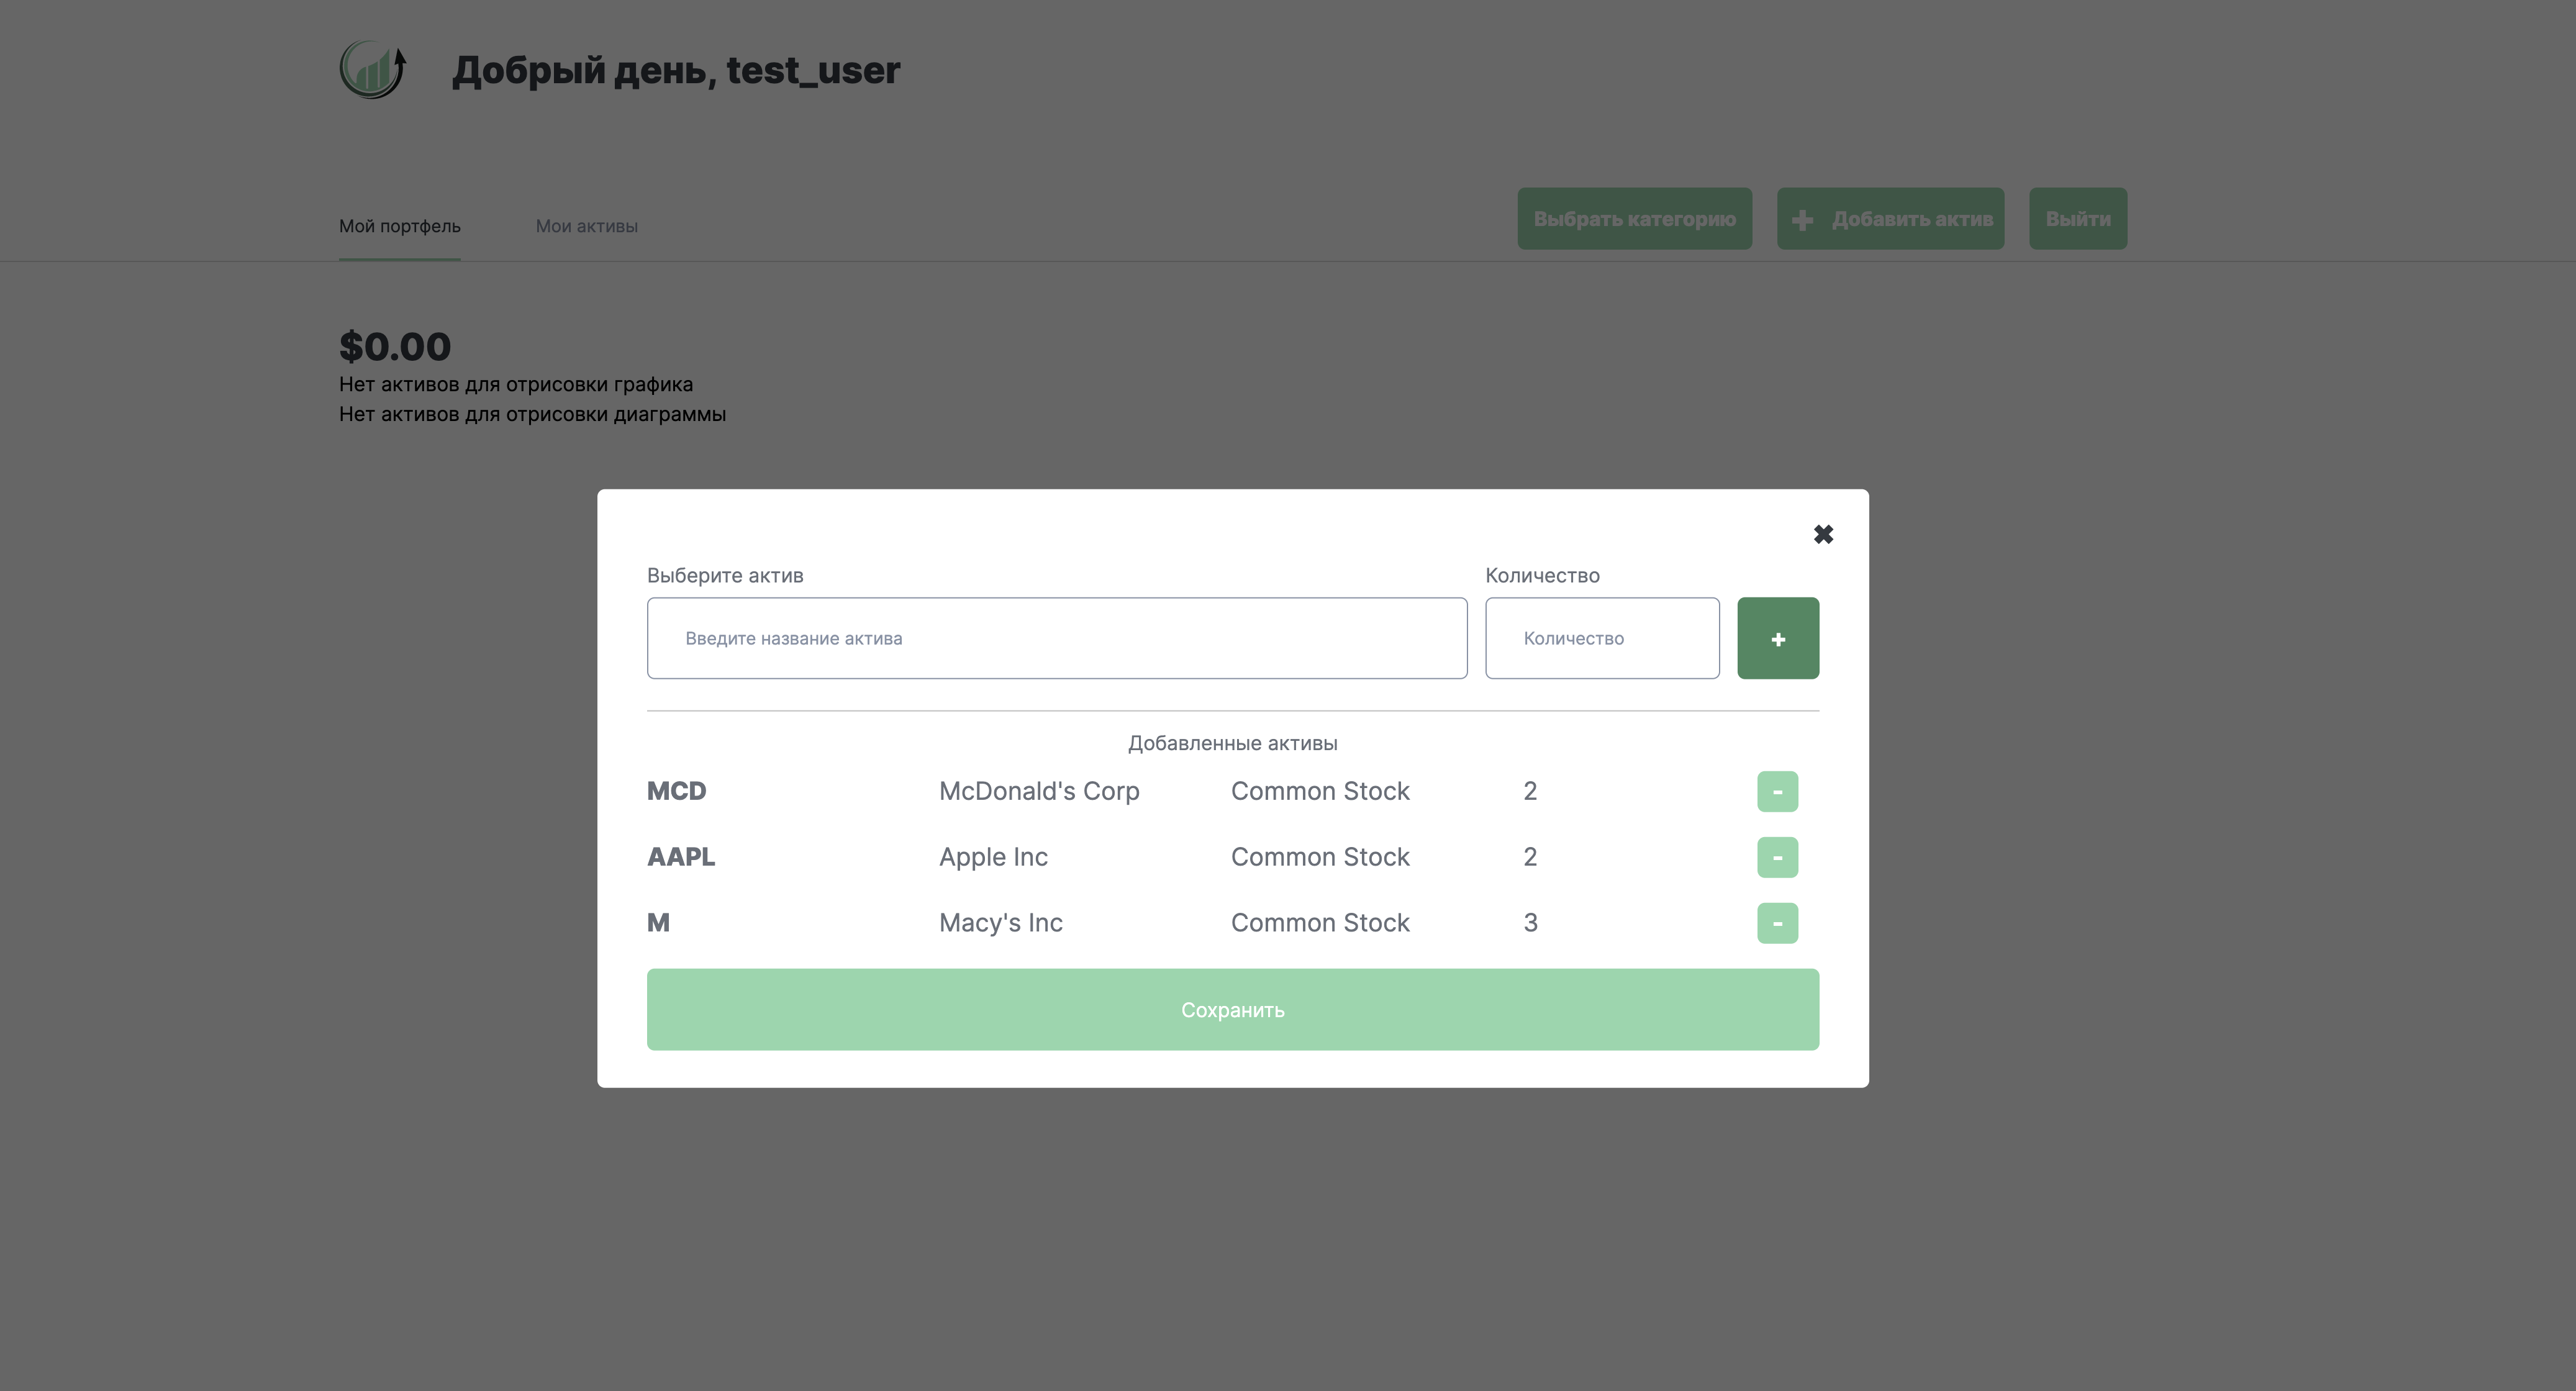 Добрый день, test_user
Мой портфель Мои активы Выбрать категорию + Добавить актив Выйти
$0.00
Нет активов для отрисовки графика
Нет активов для отрисовки диаграммы
✖
Выберите актив Количество
Введите название актива Количество +
Добавленные активы
MCD McDonald's Corp Common Stock 2 -
AAPL Apple Inc Common Stock 2 -
M Macy's Inc Common Stock 3 -
Сохранить